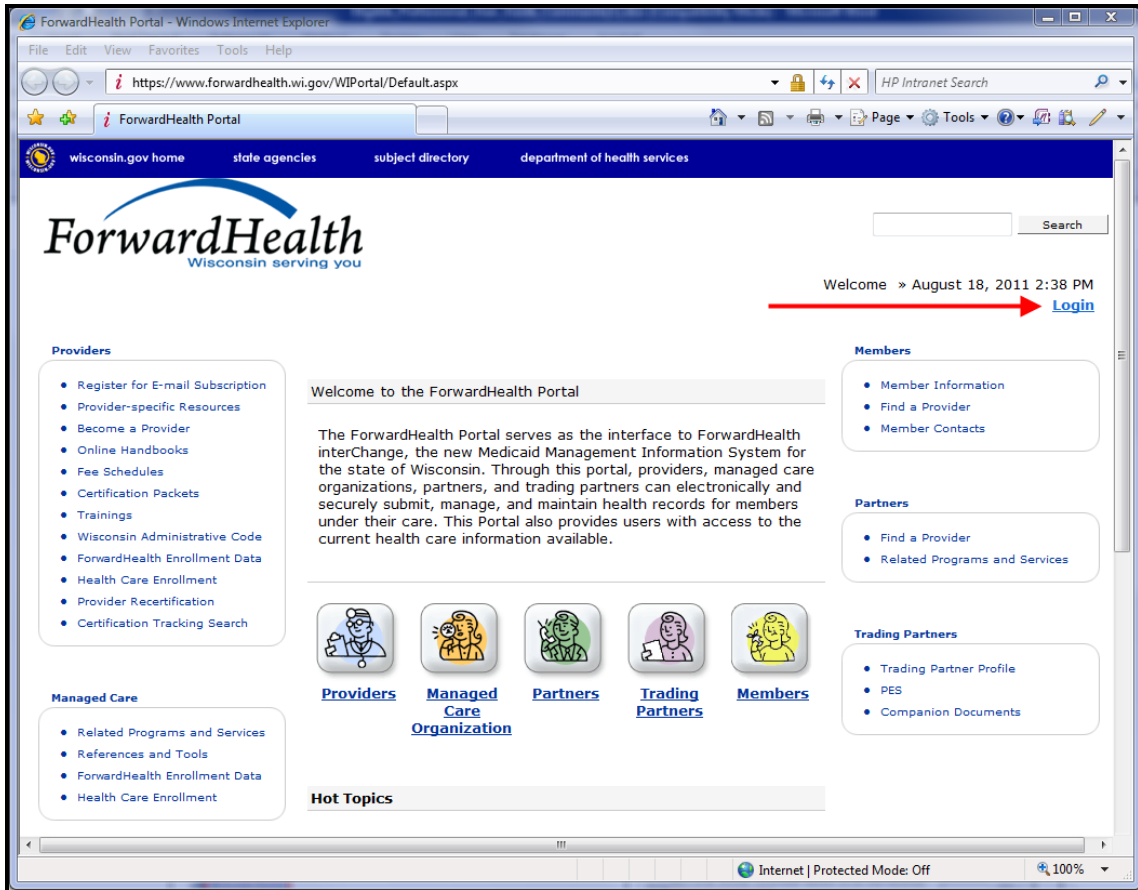 ForwardHealth Portal - Windows Internet Explorer
File Edit View Favorites Tools Help
https://www.forwardhealth.wi.gov/WIPortal/Default.aspx
HP Intranet Search
ForwardHealth Portal
Page
Tools
wisconsin.gov home state agencies subject directory department of health services
ForwardHealth
Wisconsin serving you
Search
Welcome » August 18, 2011 2:38 PM
Login
Providers
Register for E-mail Subscription
Provider-specific Resources
Become a Provider
Online Handbooks
Fee Schedules
Certification Packets
Trainings
Wisconsin Administrative Code
ForwardHealth Enrollment Data
Health Care Enrollment
Provider Recertification
Certification Tracking Search
Managed Care
Related Programs and Services
References and Tools
ForwardHealth Enrollment Data
Health Care Enrollment
Welcome to the ForwardHealth Portal
The ForwardHealth Portal serves as the interface to ForwardHealth
interChange, the new Medicaid Management Information System for
the state of Wisconsin. Through this portal, providers, managed care
organizations, partners, and trading partners can electronically and
securely submit, manage, and maintain health records for members
under their care. This Portal also provides users with access to the
current health care information available.
Providers
Managed
Care
Organization
Partners
Trading
Partners
Members
Hot Topics
Members
Member Information
Find a Provider
Member Contacts
Partners
Find a Provider
Related Programs and Services
Trading Partners
Trading Partner Profile
PES
Companion Documents
Internet | Protected Mode: Off
100%